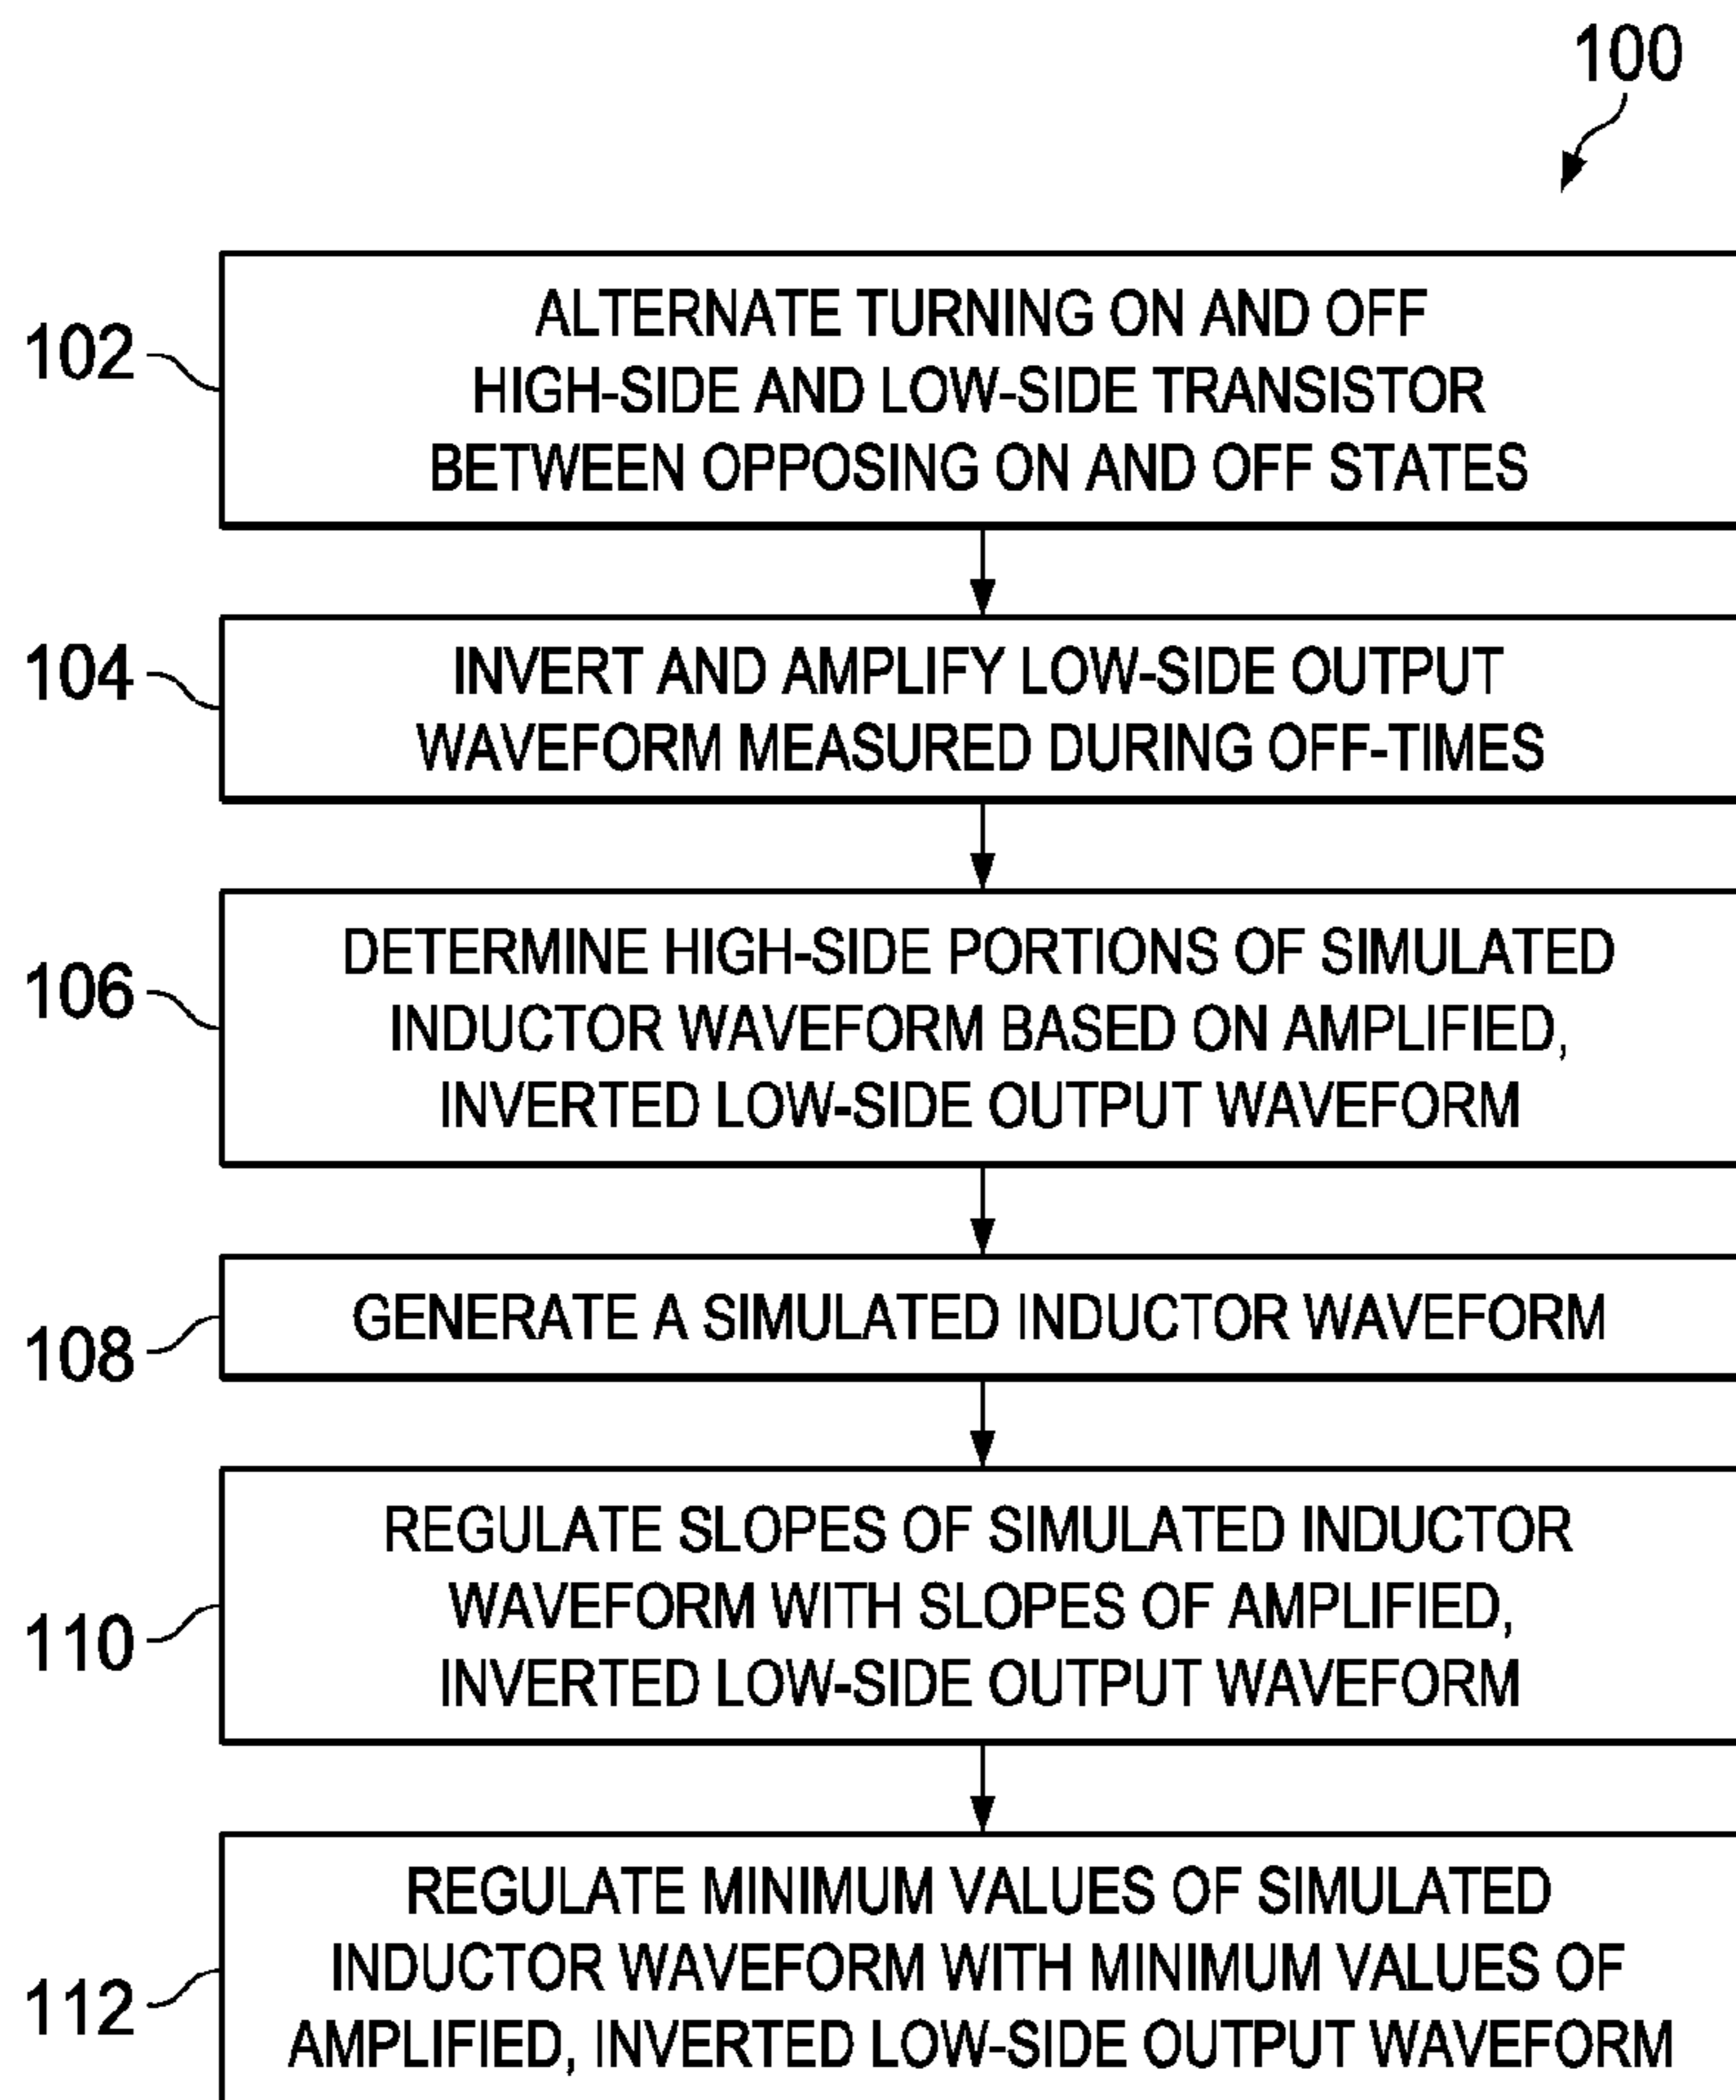 100
102
ALTERNATE TURNING ON AND OFF
HIGH-SIDE AND LOW-SIDE TRANSISTOR
BETWEEN OPPOSING ON AND OFF STATES
104
INVERT AND AMPLIFY LOW-SIDE OUTPUT
WAVEFORM MEASURED DURING OFF-TIMES
106
DETERMINE HIGH-SIDE PORTIONS OF SIMULATED
INDUCTOR WAVEFORM BASED ON AMPLIFIED,
INVERTED LOW-SIDE OUTPUT WAVEFORM
108
GENERATE A SIMULATED INDUCTOR WAVEFORM
110
REGULATE SLOPES OF SIMULATED INDUCTOR
WAVEFORM WITH SLOPES OF AMPLIFIED,
INVERTED LOW-SIDE OUTPUT WAVEFORM
112
REGULATE MINIMUM VALUES OF SIMULATED
INDUCTOR WAVEFORM WITH MINIMUM VALUES OF
AMPLIFIED, INVERTED LOW-SIDE OUTPUT WAVEFORM